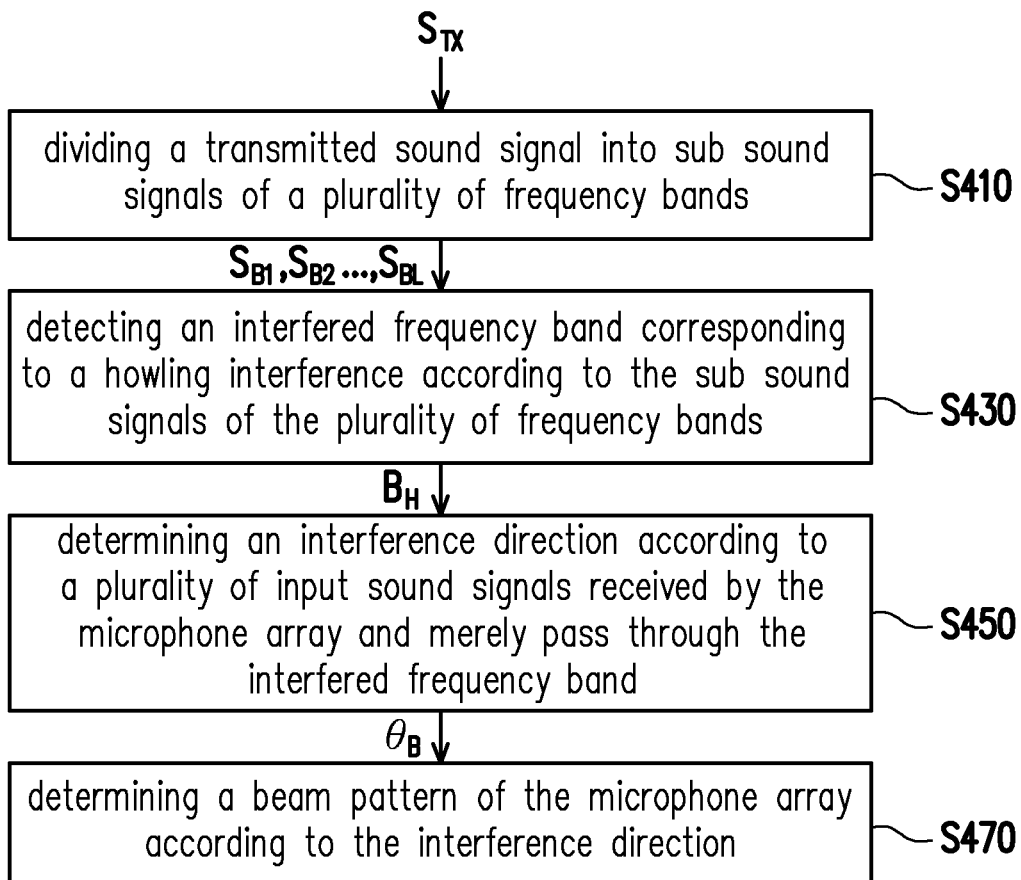 S_TX
dividing a transmitted sound signal into sub sound
signals of a plurality of frequency bands
S410
S_B1,S_B2...,S_BL
detecting an interfered frequency band corresponding
to a howling interference according to the sub sound
signals of the plurality of frequency bands
S430
B_H
determining an interference direction according to
a plurality of input sound signals received by the
microphone array and merely pass through the
interfered frequency band
S450
θ_B
determining a beam pattern of the microphone array
according to the interference direction
S470